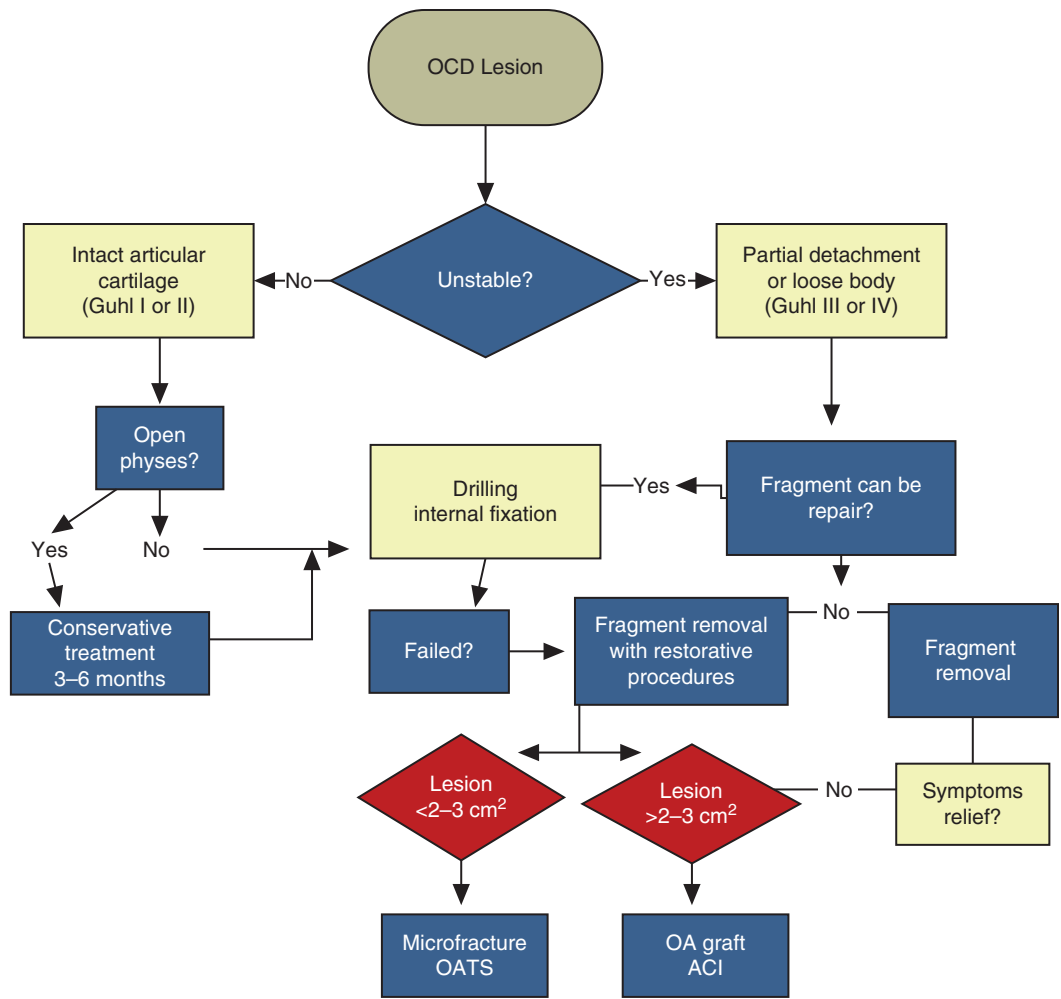 OCD Lesion
Intact articular
cartilage
(Guhl I or II)
No
Unstable?
Yes
Partial detachment
or loose body
(Guhl III or IV)
Open
physes?
Yes
No
Conservative
treatment
3–6 months
Drilling
internal fixation
Yes
Fragment can be
repair?
Failed?
Fragment removal
with restorative
procedures
No
Fragment
removal
Lesion
<2–3 cm²
Lesion
>2–3 cm²
No
Symptoms
relief?
Microfracture
OATS
OA graft
ACI